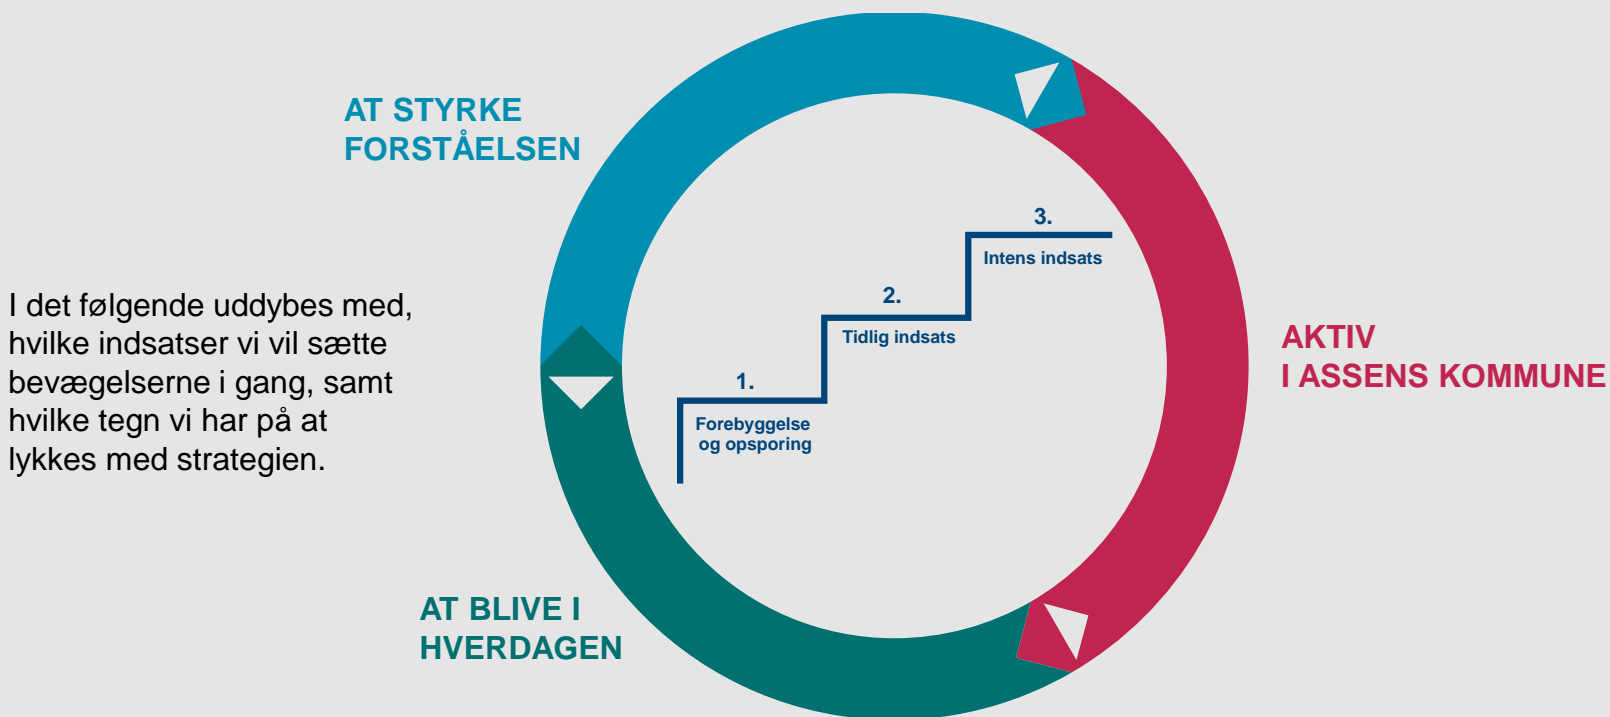 AT STYRKE
FORSTÅELSEN
I det følgende uddybes med,
hvilke indsatser vi vil sætte
bevægelserne i gang, samt
hvilke tegn vi har på at
lykkes med strategien.
3.
Intens indsats
2.
Tidlig indsats
1.
Forebyggelse
og opsporing
AKTIV
I ASSENS KOMMUNE
AT BLIVE I
HVERDAGEN